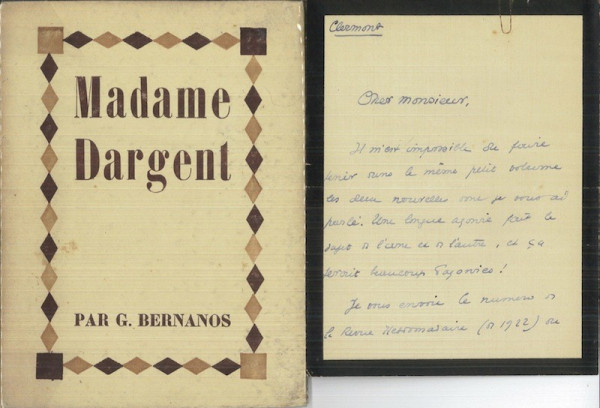 Madame
Dargent
PAR G. BERNANOS
Clermont
Cher monsieur,
Il m'est impossible de faire
tenir dans le même petit volume
les deux nouvelles que je vous ai
parlé. Une longue agonie fait le
sujet de l'une et de l'autre, et ça
serait beaucoup d'agonies !
Je vous envoie le numéro de
la Revue Hebdomadaire (de 1922) où